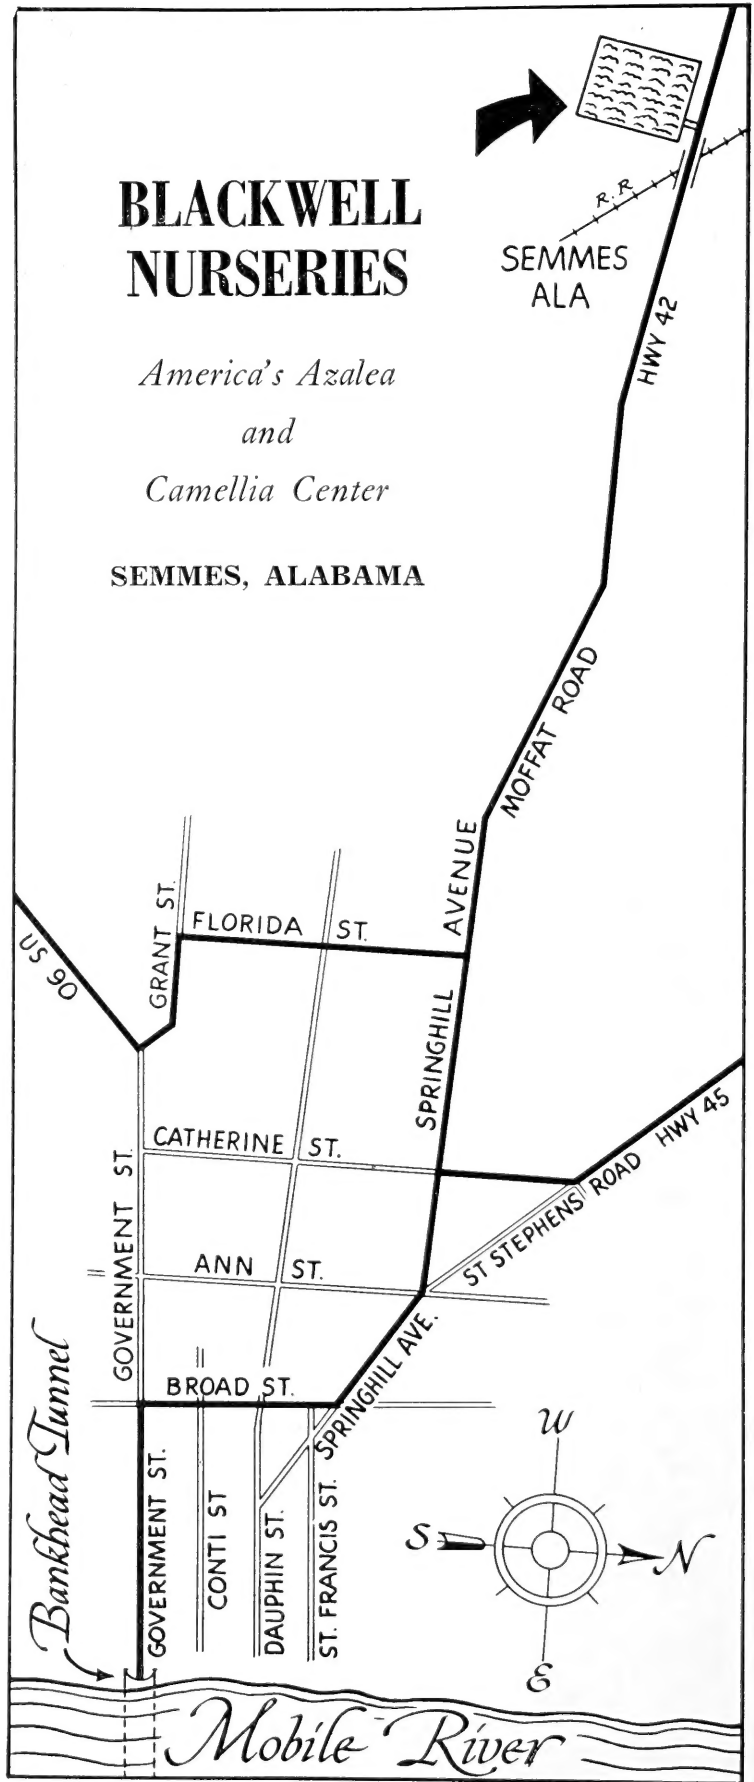 BLACKWELL
NURSERIES
America's Azalea
and
Camellia Center
SEMMES, ALABAMA
R.R
SEMMES
ALA
HWY 42
MOFFAT ROAD
AVENUE
SPRINGHILL
US 90
GRANT ST.
FLORIDA ST.
CATHERINE ST.
GOVERNMENT ST.
ANN ST.
ST STEPHENS ROAD HWY 45
BROAD ST.
SPRINGHILL AVE.
Bankhead Tunnel
GOVERNMENT ST.
CONTI ST
DAUPHIN ST.
ST. FRANCIS ST.
W
S
N
E
Mobile River